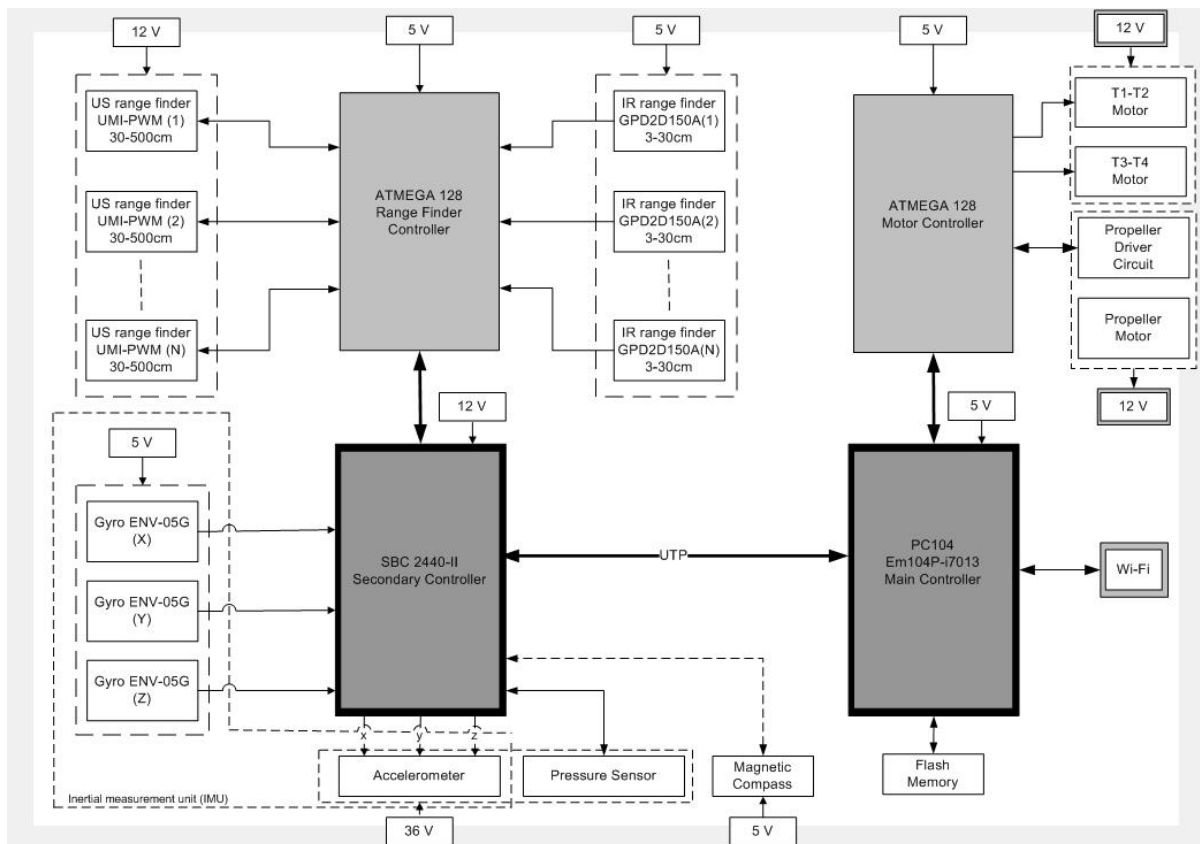 12 V
5 V
5 V
5 V
12 V
US range finder
UMI-PWM (1)
30-500cm
US range finder
UMI-PWM (2)
30-500cm
US range finder
UMI-PWM (N)
30-500cm
ATMEGA 128
Range Finder
Controller
IR range finder
GPD2D150A(1)
3-30cm
IR range finder
GPD2D150A(2)
3-30cm
IR range finder
GPD2D150A(N)
3-30cm
ATMEGA 128
Motor Controller
T1-T2
Motor
T3-T4
Motor
Propeller
Driver
Circuit
Propeller
Motor
12 V
12 V
5 V
5 V
Gyro ENV-05G
(X)
Gyro ENV-05G
(Y)
Gyro ENV-05G
(Z)
SBC 2440-II
Secondary Controller
UTP
PC104
Em104P-i7013
Main Controller
Wi-Fi
x
y
z
Accelerometer
Pressure Sensor
Magnetic
Compass
Flash
Memory
Inertial measurement unit (IMU)
36 V
5 V